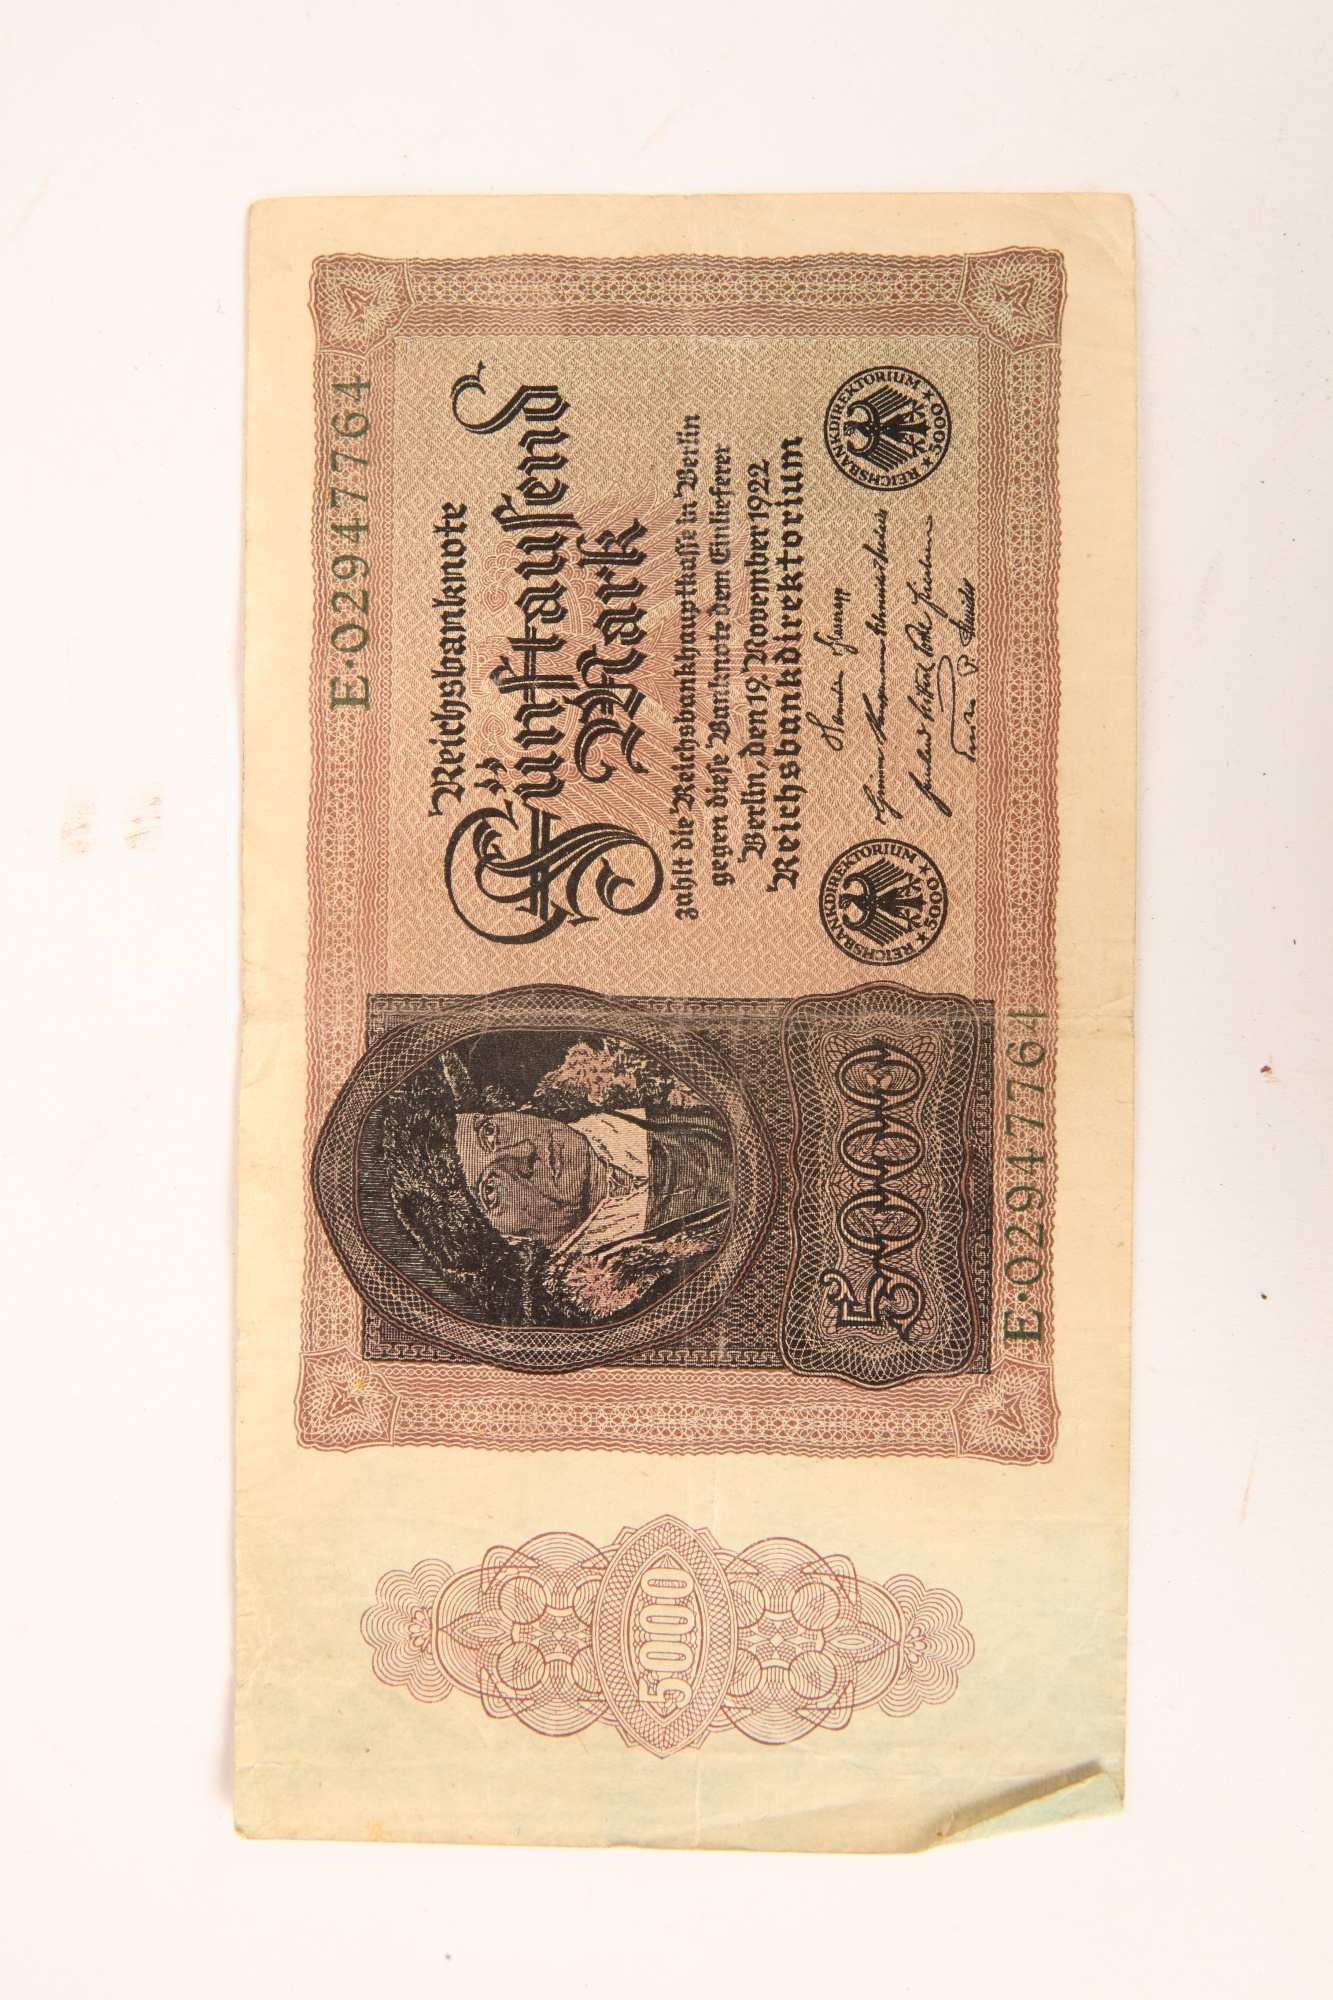 E·02947764
Reichsbanknote
Fünftausend
Mark
zahlt die Reichsbankhauptkasse in Berlin
gegen diese Banknote dem Einlieferer
Berlin, den 19. November 1922
Reichsbankdirektorium
REICHSBANKDIREKTORIUM ★ 5000 ★
REICHSBANKDIREKTORIUM ★ 5000 ★
5000
E·02947764
5000